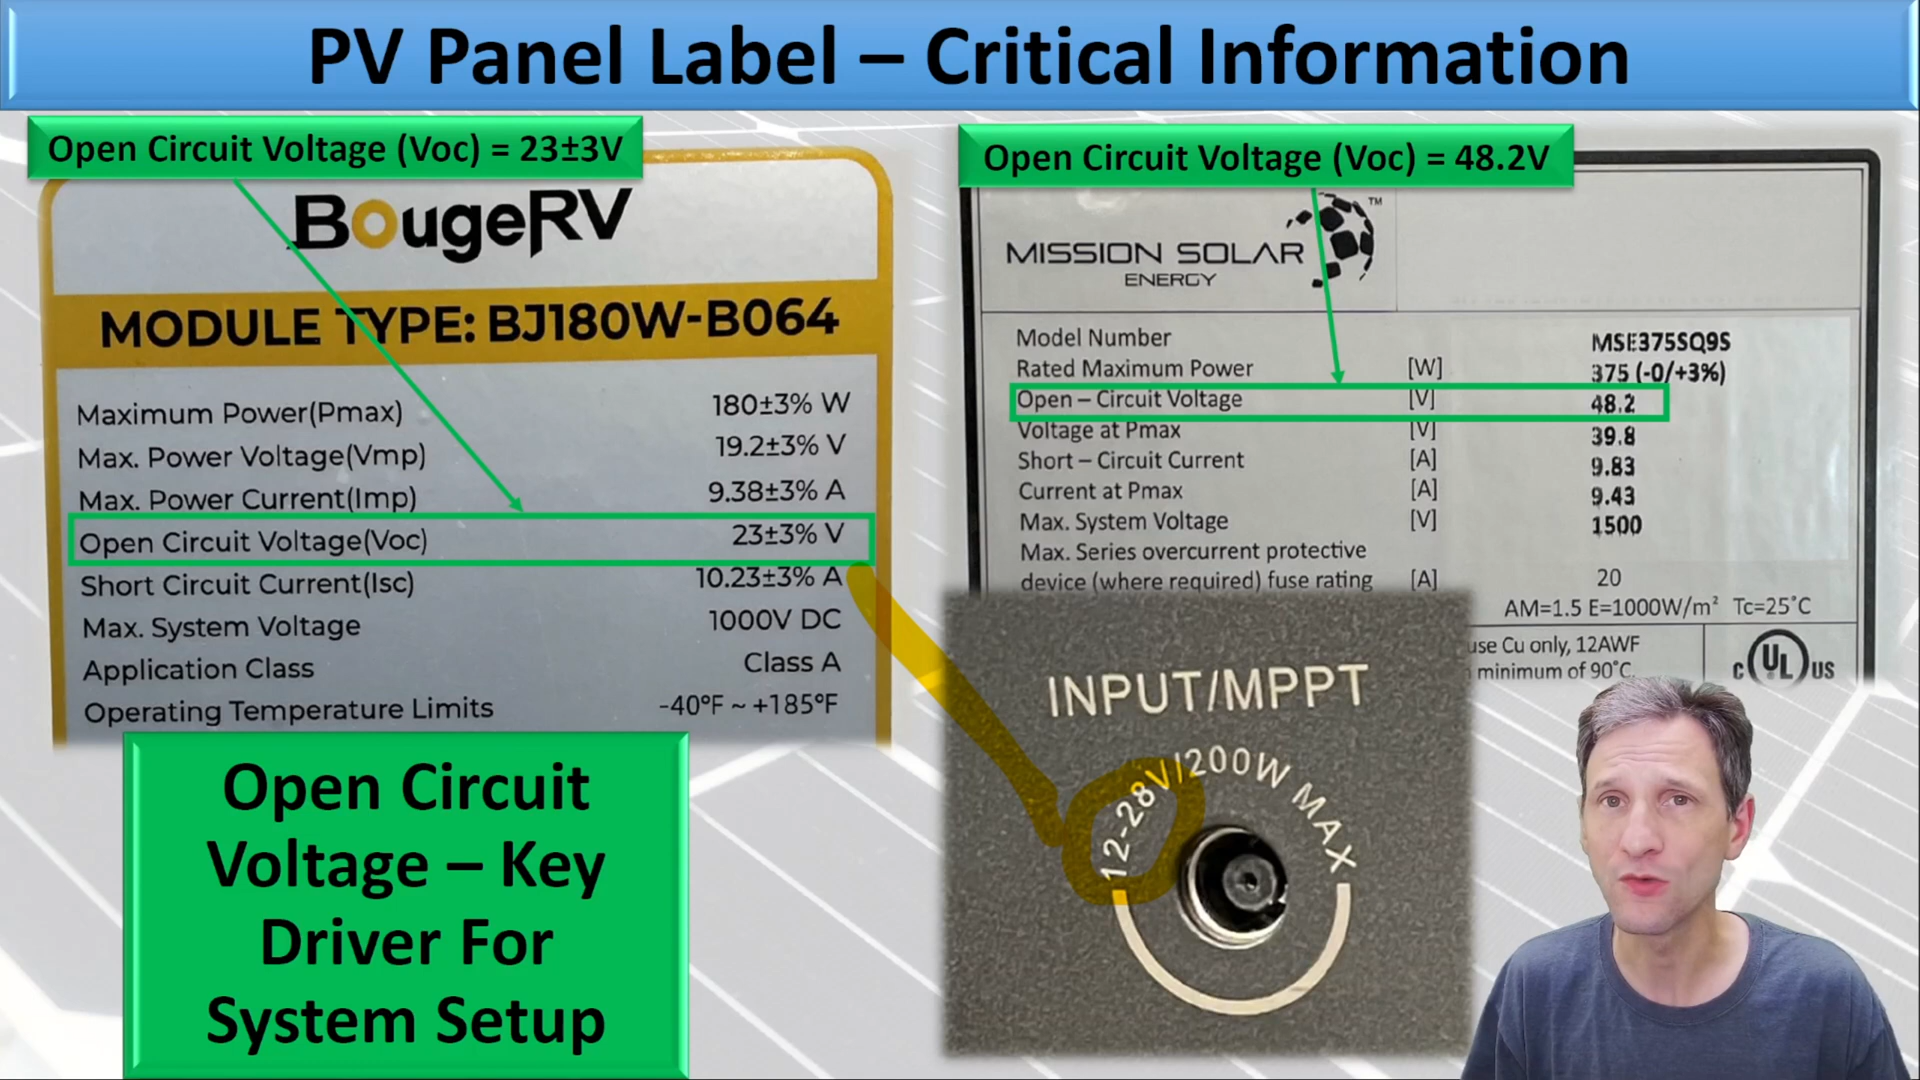 PV Panel Label – Critical Information
Open Circuit Voltage (Voc) = 23±3V
BougeRV
MODULE TYPE: BJ180W-B064
Maximum Power(Pmax) 180±3% W
Max. Power Voltage(Vmp) 19.2±3% V
Max. Power Current(Imp) 9.38±3% A
Open Circuit Voltage(Voc) 23±3% V
Short Circuit Current(Isc) 10.23±3% A
Max. System Voltage 1000V DC
Application Class Class A
Operating Temperature Limits -40°F ~ +185°F
Open Circuit
Voltage – Key
Driver For
System Setup
Open Circuit Voltage (Voc) = 48.2V
MISSION SOLAR TM
ENERGY
Model Number MSE375SQ9S
Rated Maximum Power [W] 375 (-0/+3%)
Open – Circuit Voltage [V] 48.2
Voltage at Pmax [V] 39.8
Short – Circuit Current [A] 9.83
Current at Pmax [A] 9.43
Max. System Voltage [V] 1500
Max. Series overcurrent protective
device (where required) fuse rating [A] 20
AM=1.5 E=1000W/m² Tc=25°C
use Cu only, 12AWF
minimum of 90°C
C UL US
INPUT/MPPT
12-28V/200W MAX